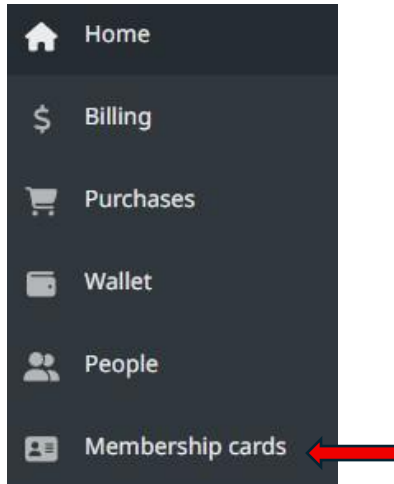 Home
Billing
Purchases
Wallet
People
Membership cards